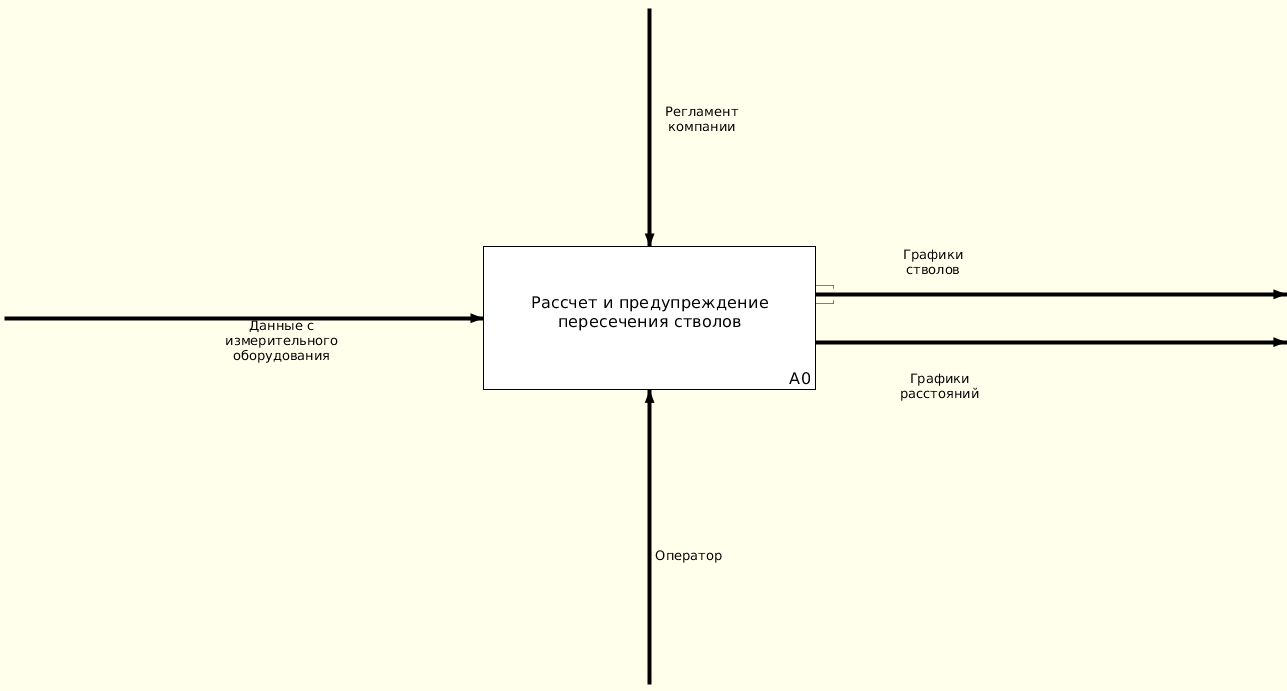 Регламент
компании
Графики
стволов
Рассчет и предупреждение
пересечения стволов
Данные с
измерительного
оборудования
A0
Графики
расстояний
Оператор